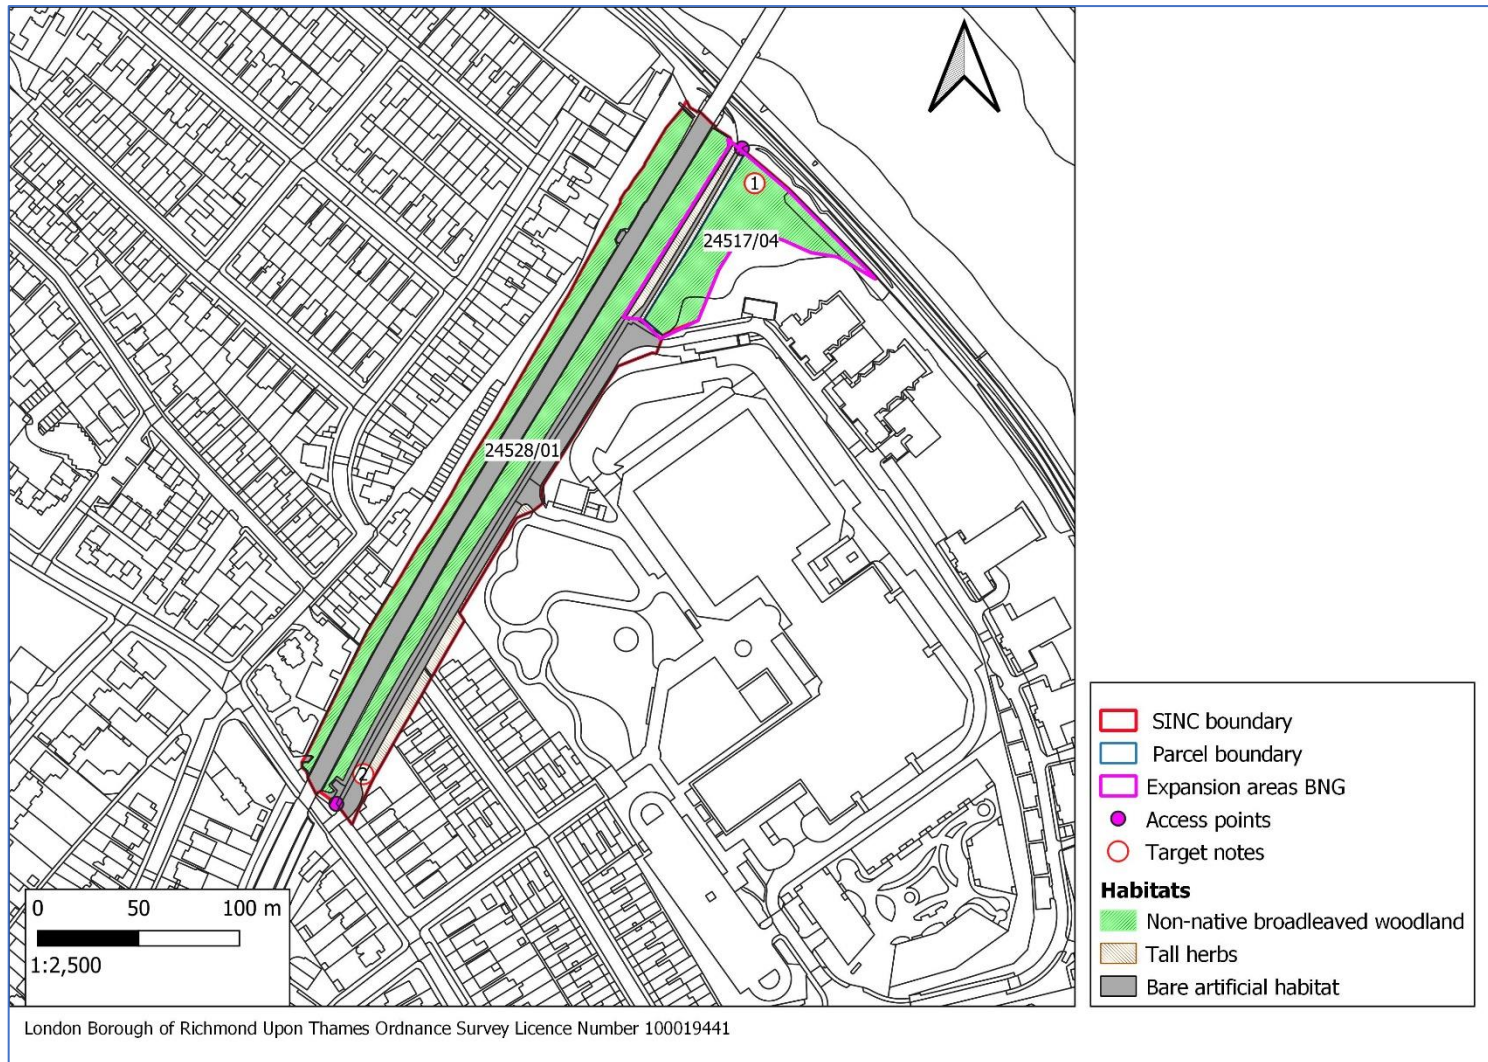 1
24517/04
24528/01
2
SINC boundary
Parcel boundary
Expansion areas BNG
Access points
Target notes
Habitats
Non-native broadleaved woodland
Tall herbs
Bare artificial habitat
0 50 100 m
1:2,500
London Borough of Richmond Upon Thames Ordnance Survey Licence Number 100019441